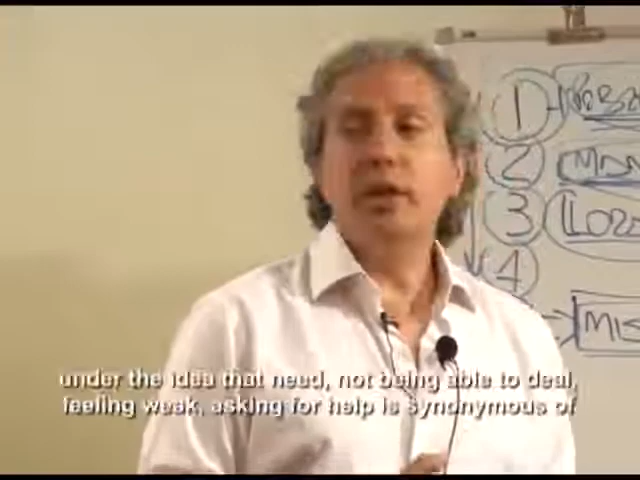 1
2
3
4
under the idea that need, not being able to deal,
feeling weak, asking for help is synonymous of